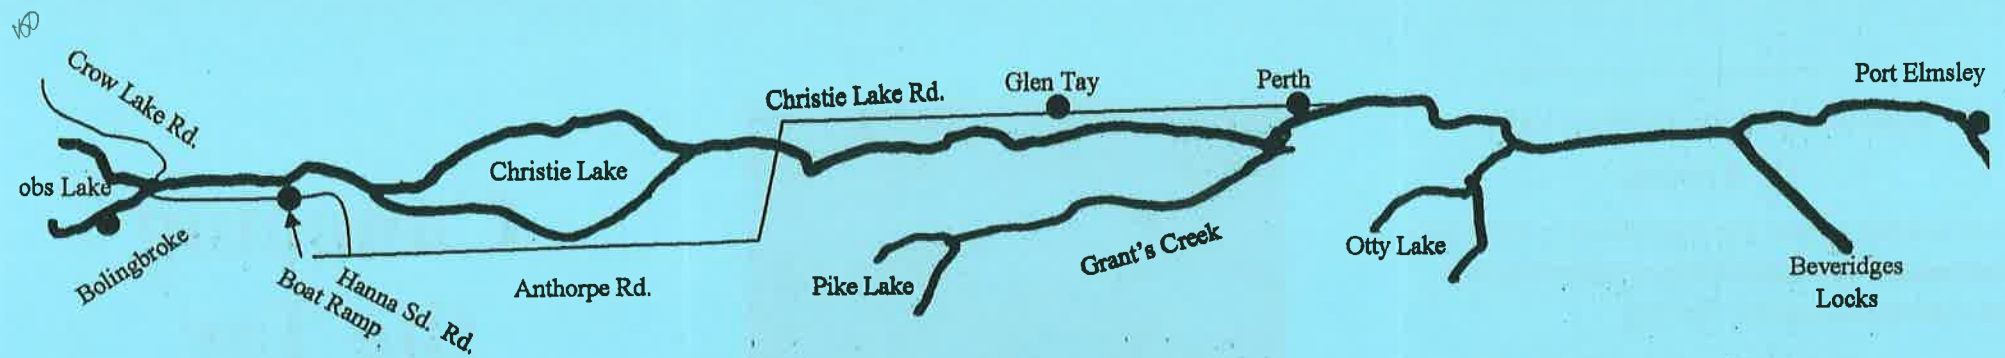 Crow Lake Rd.
obs Lake
Bolingbroke
Boat Ramp
Hanna Sd. Rd.
Christie Lake
Anthorpe Rd.
Christie Lake Rd.
Glen Tay
Perth
Pike Lake
Grant's Creek
Otty Lake
Port Elmsley
Beveridges
Locks